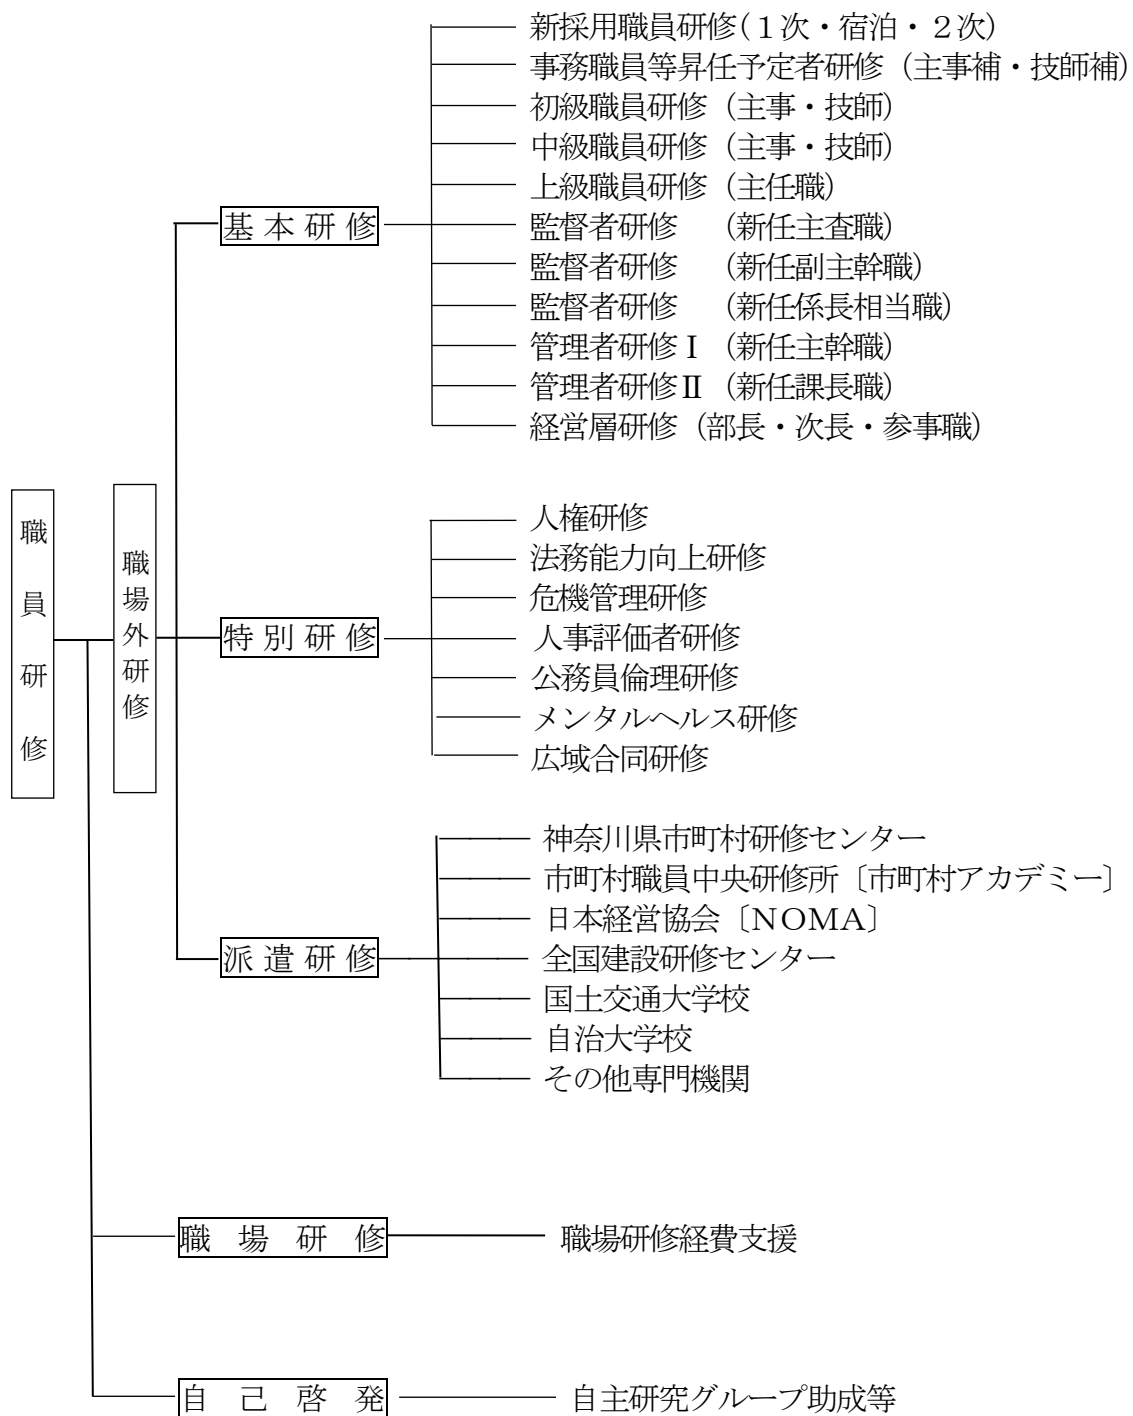 職員研修
職場外研修
基本研修
新採用職員研修(１次・宿泊・２次)
事務職員等昇任予定者研修（主事補・技師補）
初級職員研修（主事・技師）
中級職員研修（主事・技師）
上級職員研修（主任職）
監督者研修　（新任主査職）
監督者研修　（新任副主幹職）
監督者研修　（新任係長相当職）
管理者研修Ⅰ（新任主幹職）
管理者研修Ⅱ（新任課長職）
経営層研修（部長・次長・参事職）
特別研修
人権研修
法務能力向上研修
危機管理研修
人事評価者研修
公務員倫理研修
メンタルヘルス研修
広域合同研修
派遣研修
神奈川県市町村研修センター
市町村職員中央研修所〔市町村アカデミー〕
日本経営協会〔ＮＯＭＡ〕
全国建設研修センター
国土交通大学校
自治大学校
その他専門機関
職場研修
職場研修経費支援
自己啓発
自主研究グループ助成等